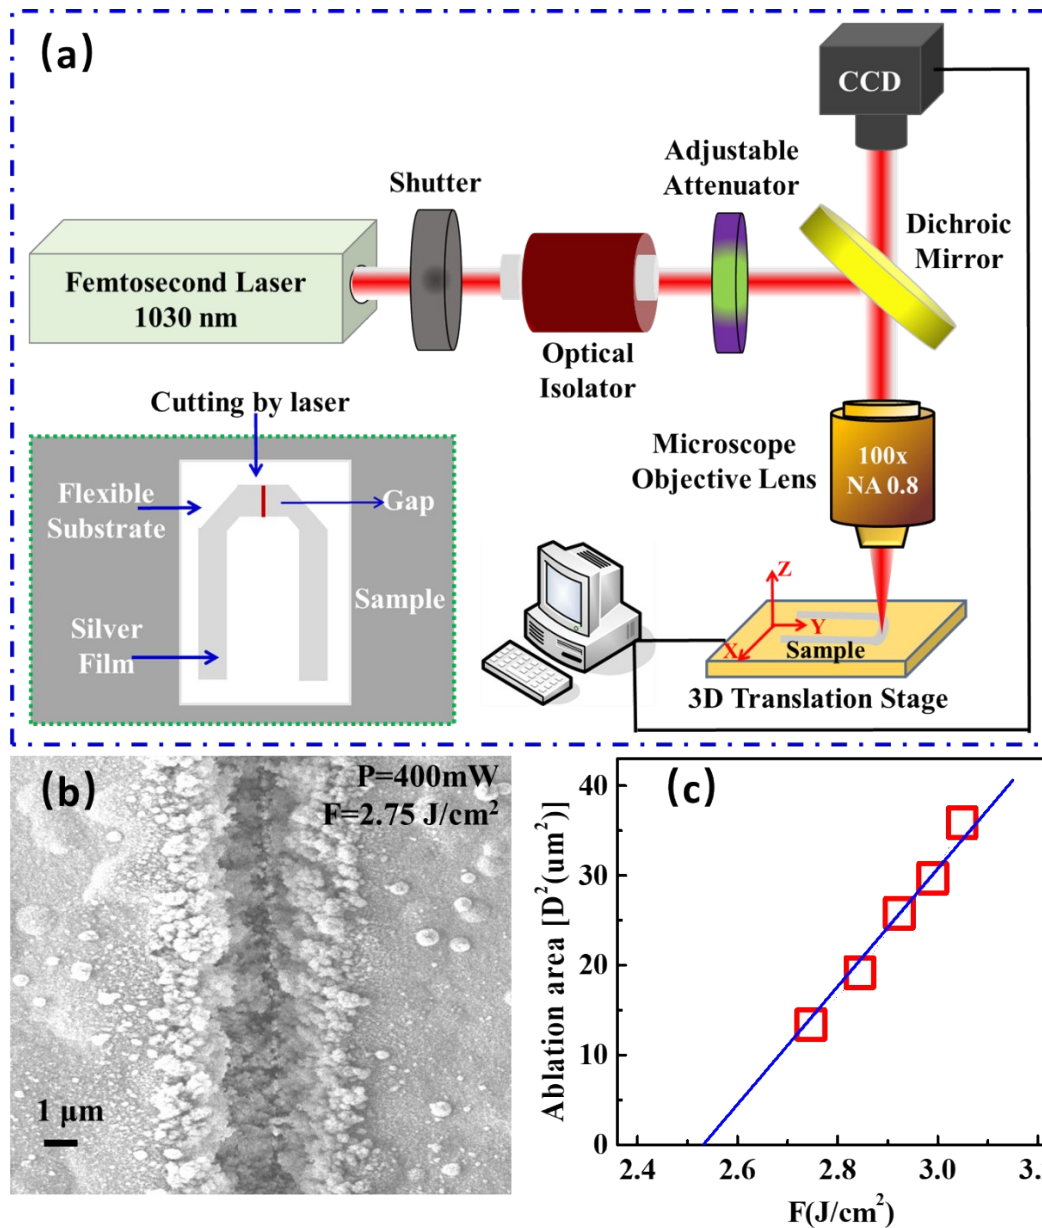 (a)
CCD
Adjustable
Attenuator
Shutter
Dichroic
Mirror
Femtosecond Laser
1030 nm
Optical
Isolator
Cutting by laser
Microscope
Objective Lens
100x
NA 0.8
Flexible
Substrate
Gap
Sample
Silver
Film
Z
Y
X
Sample
3D Translation Stage
(b)
P=400mW
F=2.75 J/cm²
1 μm
(c)
Ablation area [D²(um²)]
40
30
20
10
0
2.4
2.6
2.8
3.0
F(J/cm²)